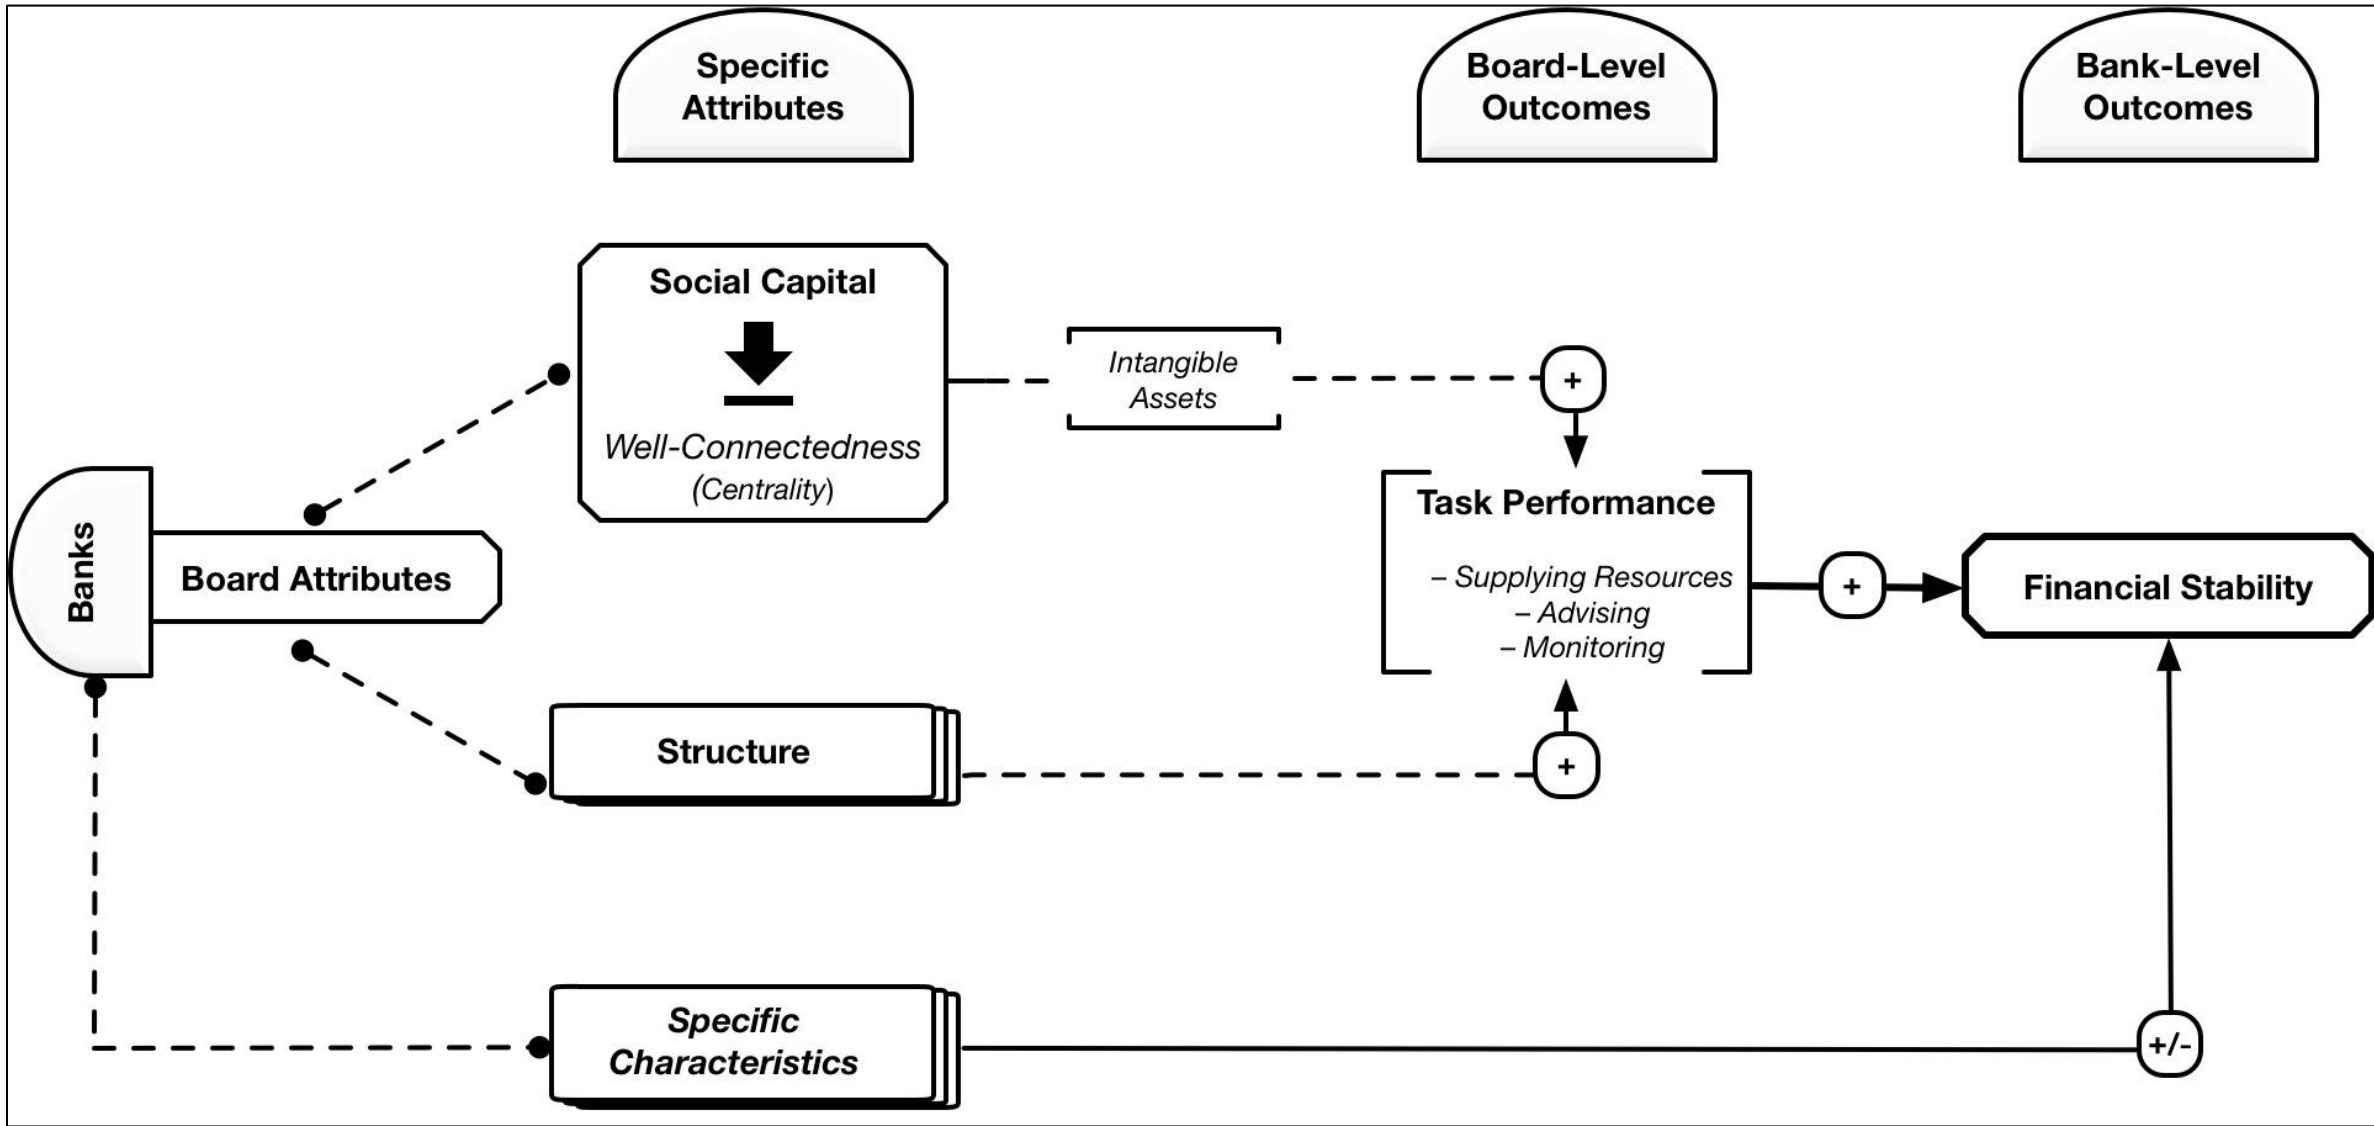 Specific
Attributes
Board-Level
Outcomes
Bank-Level
Outcomes
Social Capital
Well-Connectedness
(Centrality)
Intangible
Assets
+
Banks
Board Attributes
Task Performance
– Supplying Resources
– Advising
– Monitoring
+
Financial Stability
Structure
+
Specific
Characteristics
+/-